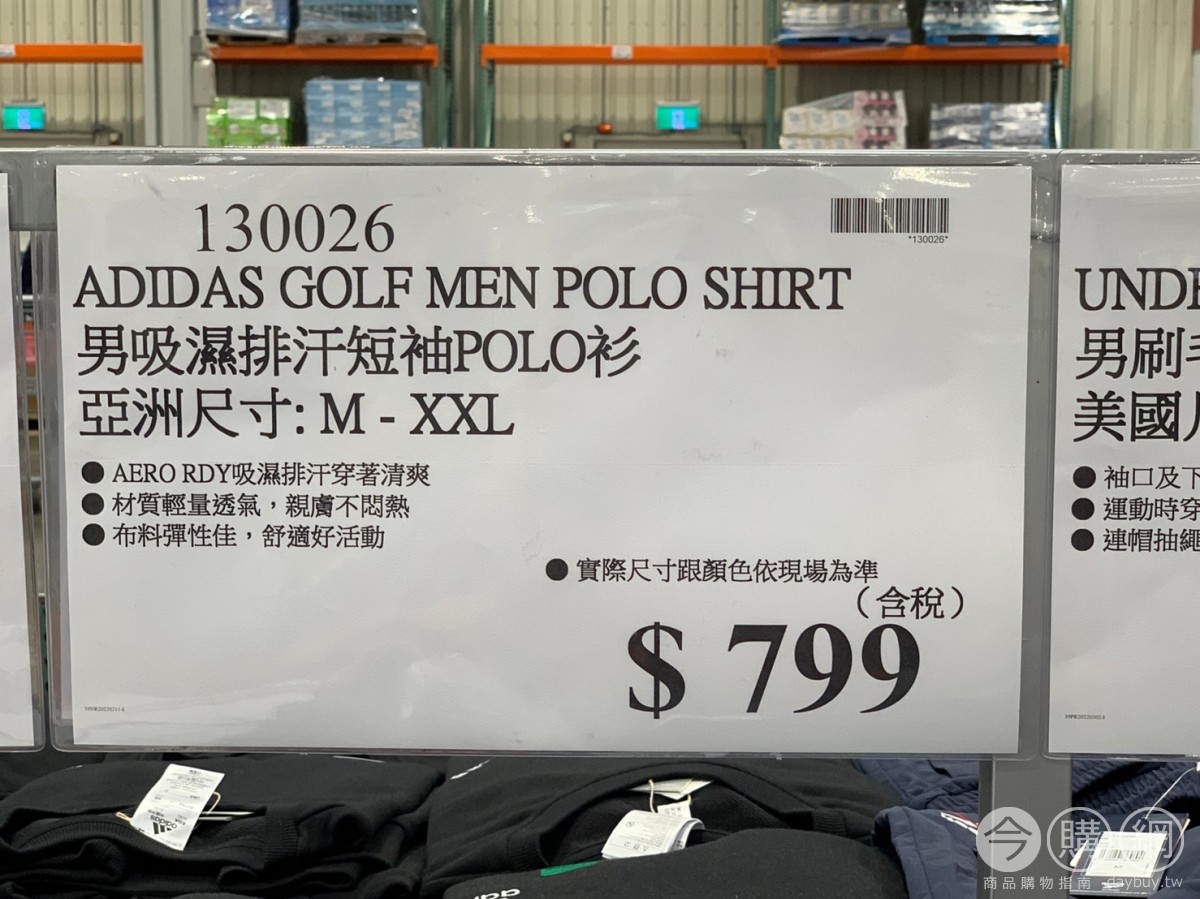 130026
*130026*
ADIDAS GOLF MEN POLO SHIRT
男吸濕排汗短袖POLO衫
亞洲尺寸: M - XXL
● AERO RDY吸濕排汗穿著清爽
● 材質輕量透氣，親膚不悶熱
● 布料彈性佳，舒適好活動
● 實際尺寸跟顏色依現場為準
（含稅）
$ 799
UNDE
男刷毛
美國
● 袖口及下
● 運動時穿
● 連帽抽繩
adidas
今購網
商品購物指南 daybuy.tw